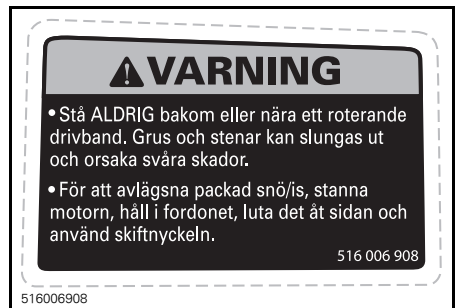 VARNING
• Stå ALDRIG bakom eller nära ett roterande
drivband. Grus och stenar kan slungas ut
och orsaka svåra skador.
• För att avlägsna packad snö/is, stanna
motorn, håll i fordonet, luta det åt sidan och
använd skiftnyckeln.
516 006 908
516006908